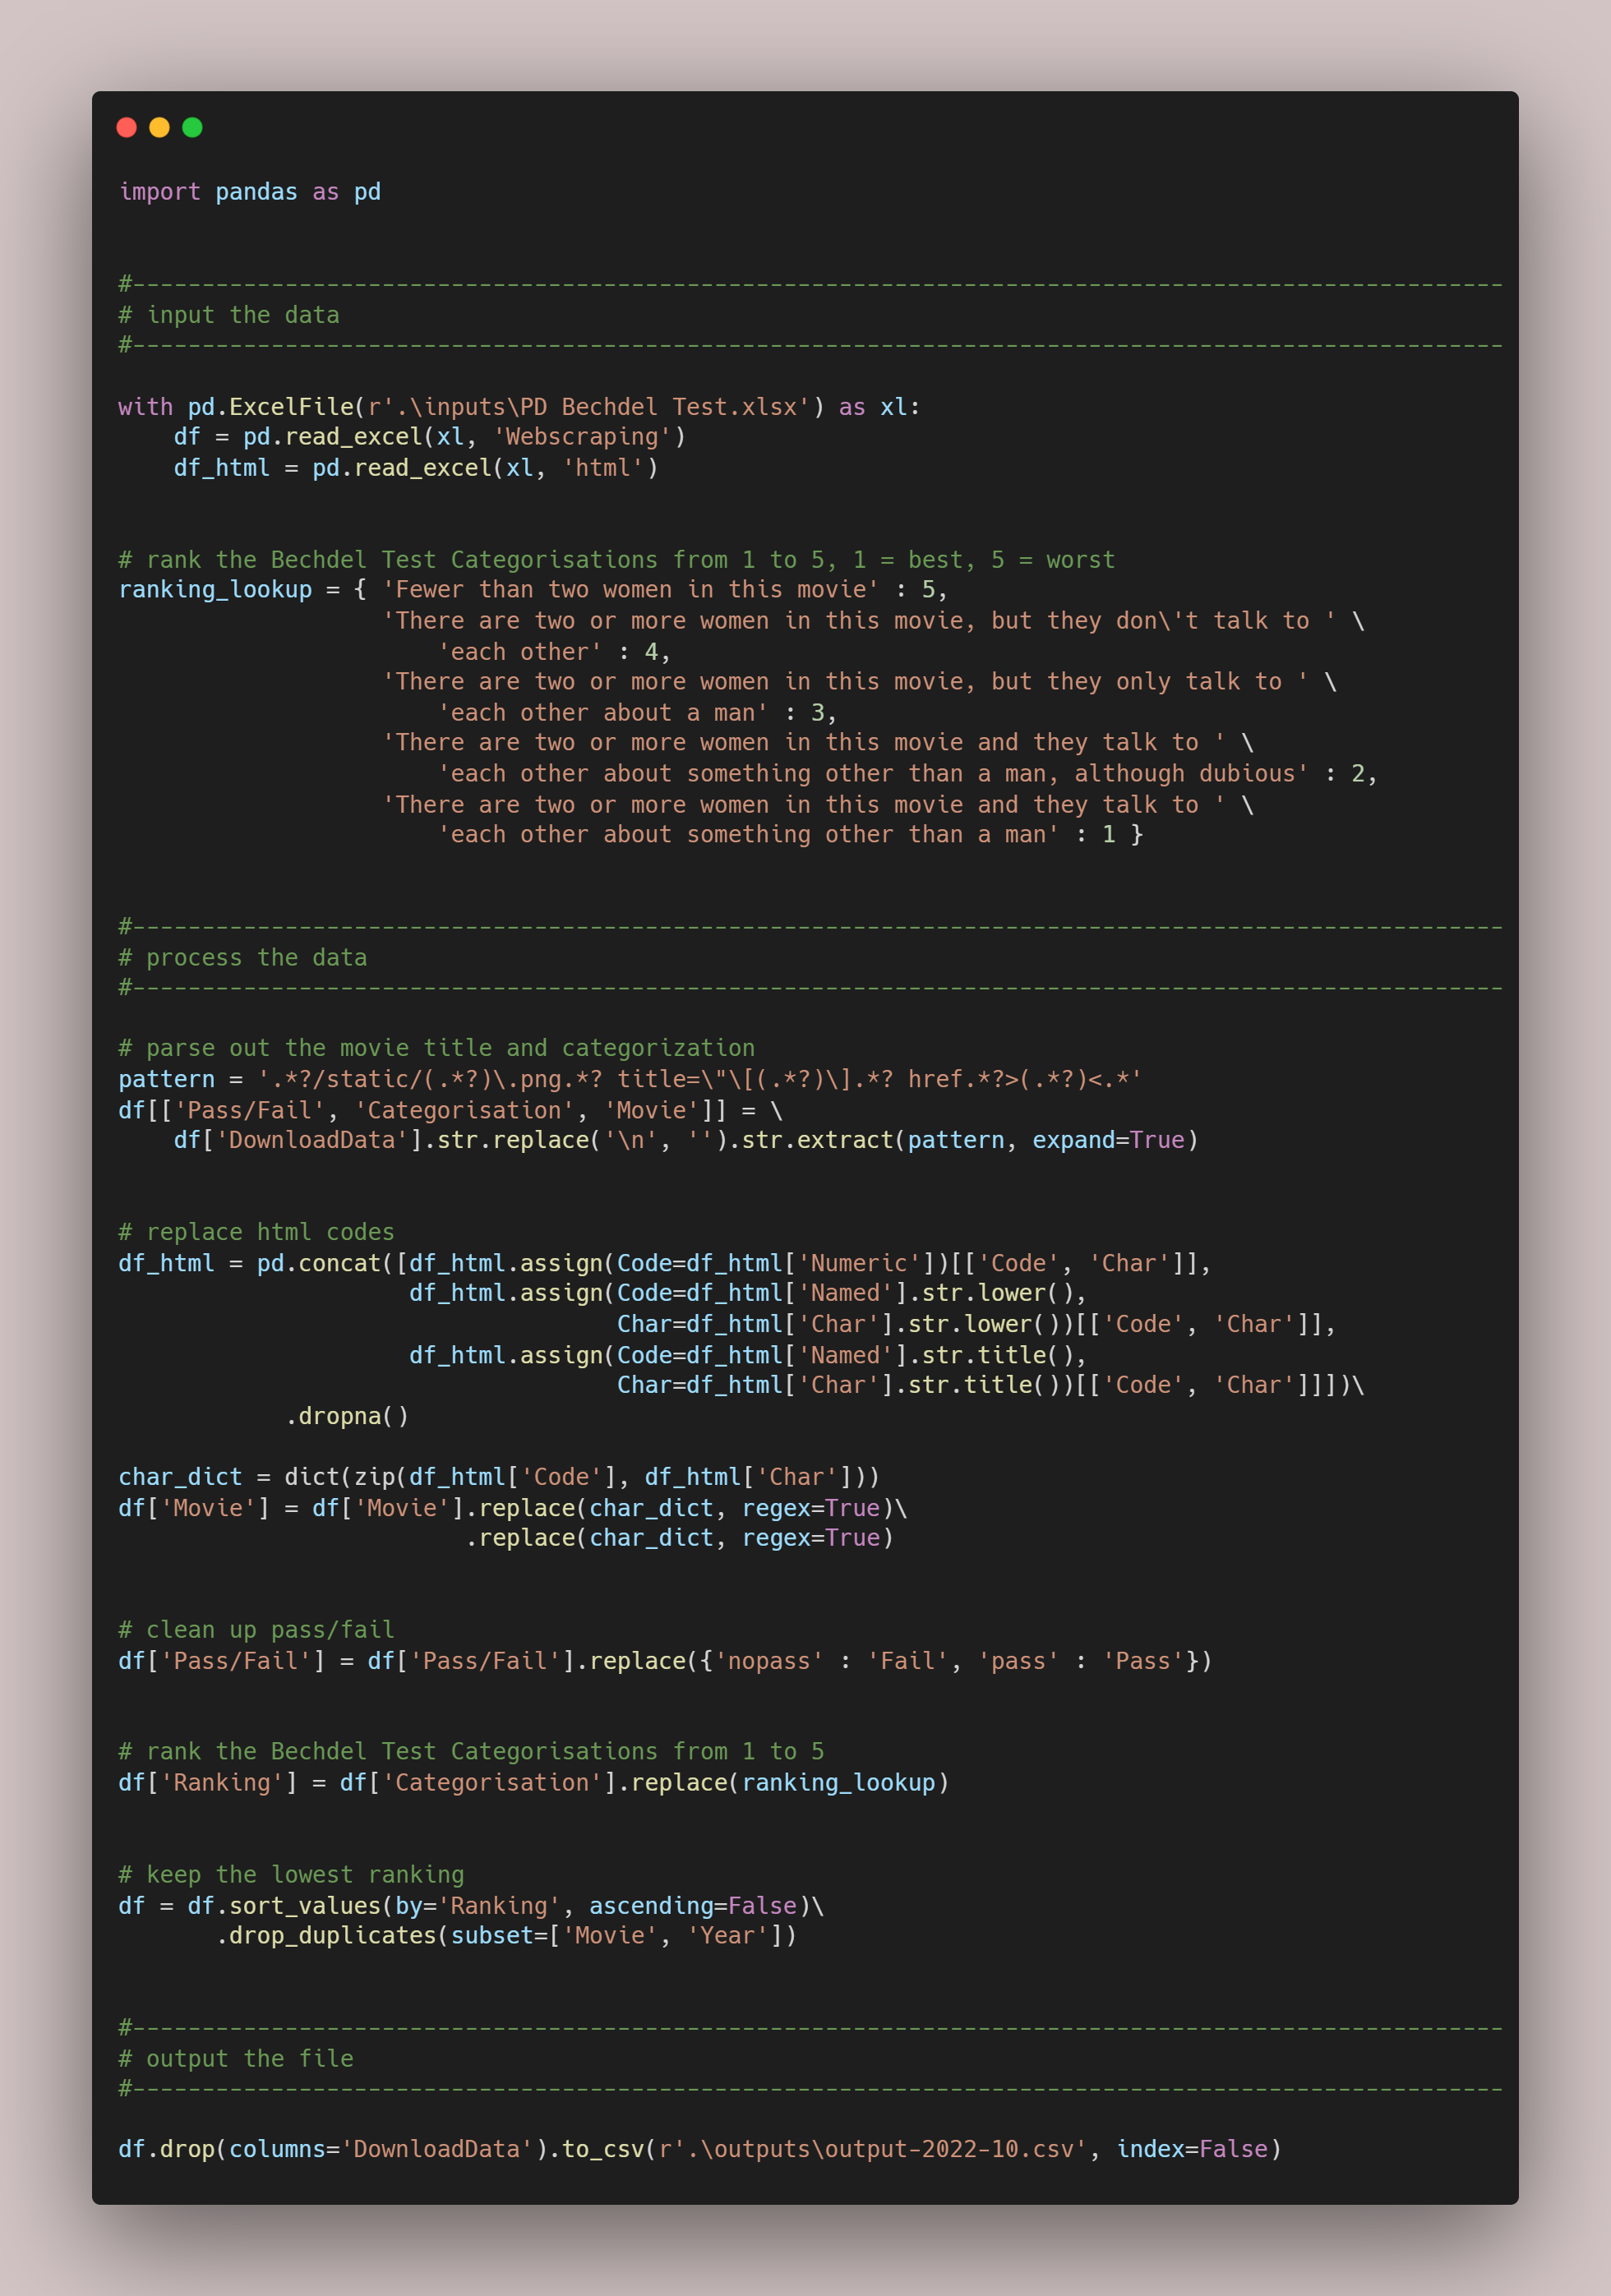 import pandas as pd
#---------------------------------------------------------------------------------------------------
# input the data
#---------------------------------------------------------------------------------------------------
with pd.ExcelFile(r'.\inputs\PD Bechdel Test.xlsx') as xl:
    df = pd.read_excel(xl, 'Webscraping')
    df_html = pd.read_excel(xl, 'html')
# rank the Bechdel Test Categorisations from 1 to 5, 1 = best, 5 = worst
ranking_lookup = { 'Fewer than two women in this movie' : 5,
                   'There are two or more women in this movie, but they don\'t talk to ' \
                       'each other' : 4,
                   'There are two or more women in this movie, but they only talk to ' \
                       'each other about a man' : 3,
                   'There are two or more women in this movie and they talk to ' \
                       'each other about something other than a man, although dubious' : 2,
                   'There are two or more women in this movie and they talk to ' \
                       'each other about something other than a man' : 1 }
#---------------------------------------------------------------------------------------------------
# process the data
#---------------------------------------------------------------------------------------------------
# parse out the movie title and categorization
pattern = '.*?/static/(.*?)\.png.*? title=\"\[(.*?)\].*? href.*?>(.*?)<.*'
df[['Pass/Fail', 'Categorisation', 'Movie']] = \
    df['DownloadData'].str.replace('\n', '').str.extract(pattern, expand=True)
# replace html codes
df_html = pd.concat([df_html.assign(Code=df_html['Numeric'])[['Code', 'Char']],
                     df_html.assign(Code=df_html['Named'].str.lower(),
                                    Char=df_html['Char'].str.lower())[['Code', 'Char']],
                     df_html.assign(Code=df_html['Named'].str.title(),
                                    Char=df_html['Char'].str.title())[['Code', 'Char']]])\
            .dropna()
char_dict = dict(zip(df_html['Code'], df_html['Char']))
df['Movie'] = df['Movie'].replace(char_dict, regex=True)\
                         .replace(char_dict, regex=True)
# clean up pass/fail
df['Pass/Fail'] = df['Pass/Fail'].replace({'nopass' : 'Fail', 'pass' : 'Pass'})
# rank the Bechdel Test Categorisations from 1 to 5
df['Ranking'] = df['Categorisation'].replace(ranking_lookup)
# keep the lowest ranking
df = df.sort_values(by='Ranking', ascending=False)\
       .drop_duplicates(subset=['Movie', 'Year'])
#---------------------------------------------------------------------------------------------------
# output the file
#---------------------------------------------------------------------------------------------------
df.drop(columns='DownloadData').to_csv(r'.\outputs\output-2022-10.csv', index=False)